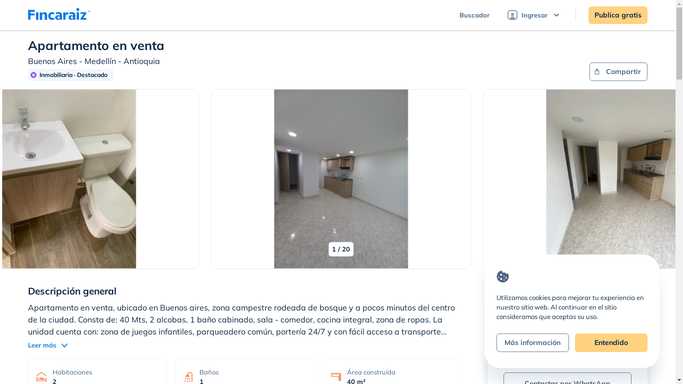 Fincaraiz
Buscador
Ingresar
Publica gratis
Apartamento en venta
Buenos Aires - Medellín - Antioquia
Inmobiliaria · Destacado
Compartir
1 / 20
Descripción general
Apartamento en venta, ubicado en Buenos aires, zona campestre rodeada de bosque y a pocos minutos del centro
de la ciudad. Consta de: 40 Mts, 2 alcobas, 1 baño cabinado, sala - comedor, cocina integral, zona de ropas. La
unidad cuenta con: zona de juegos infantiles, parqueadero común, portería 24/7 y con fácil acceso a transporte...
Leer más
Habitaciones
2
Baños
1
Área construida
40 m²
Utilizamos cookies para mejorar tu experiencia en
nuestro sitio web. Al continuar en el sitio
consideramos que aceptas su uso.
Más información
Entendido
Contactar por WhatsApp